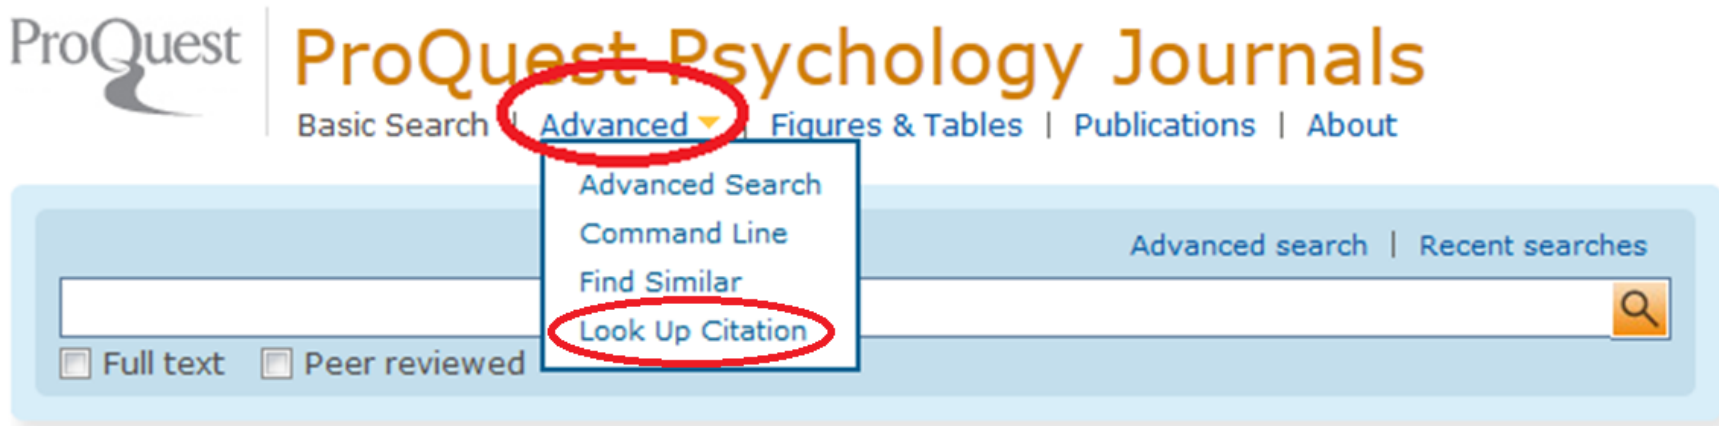 ProQuest
ProQuest Psychology Journals
Basic Search | Advanced | Figures & Tables | Publications | About
Advanced Search
Command Line
Find Similar
Look Up Citation
Advanced search | Recent searches
Full text Peer reviewed